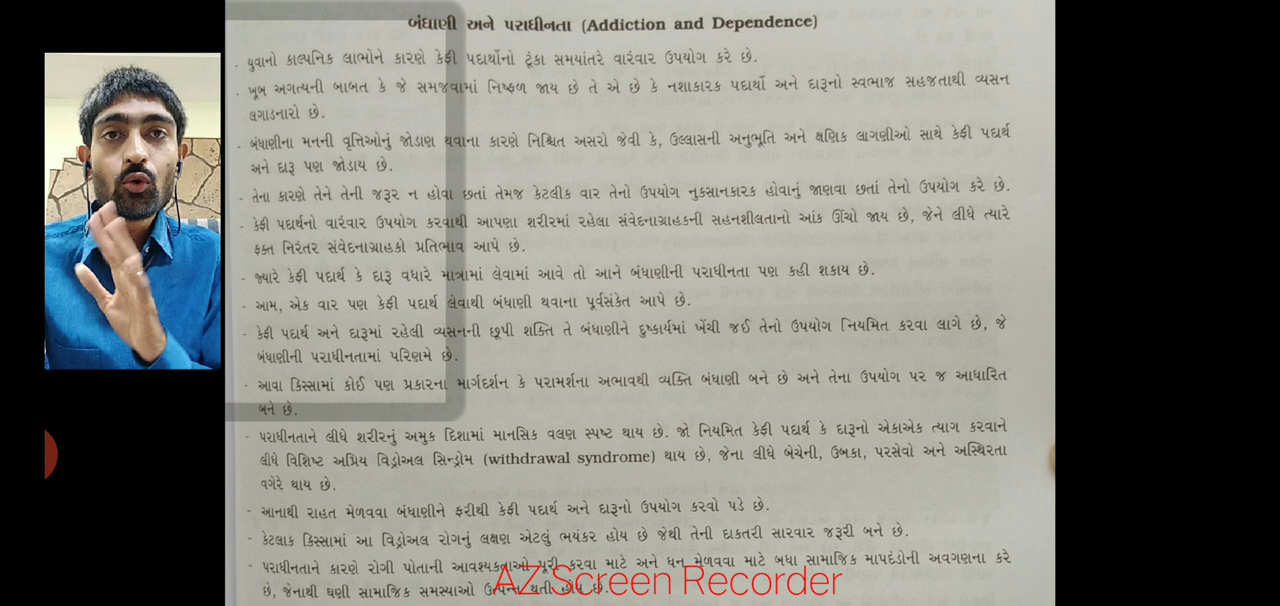 બંધાણી અને પરાધીનતા (Addiction and Dependence)
- યુવાનો કાલ્પનિક લાભોને કારણે કેફી પદાર્થોનો ટૂંકા સમયાંતરે વારંવાર ઉપયોગ કરે છે.
- ખૂબ અગત્યની બાબત કે જે સમજવામાં નિષ્ફળ જાય છે તે એ છે કે નશાકારક પદાર્થો અને દારૂનો સ્વભાજ સહજતાથી વ્યસન
લગાડનારો છે.
- બંધાણીના મનની વૃત્તિઓનું જોડાણ થવાના કારણે નિશ્ચિત અસરો જેવી કે, ઉલ્લાસની અનુભૂતિ અને ક્ષણિક લાગણીઓ સાથે કેફી પદાર્થ
અને દારૂ પણ જોડાય છે.
- તેના કારણે તેને તેની જરૂર ન હોવા છતાં તેમજ કેટલીક વાર તેનો ઉપયોગ નુકસાનકારક હોવાનું જાણવા છતાં તેનો ઉપયોગ કરે છે.
- કેફી પદાર્થનો વારંવાર ઉપયોગ કરવાથી આપણા શરીરમાં રહેલા સંવેદનાગ્રાહકની સહનશીલતાનો આંક ઊંચો જાય છે, જેને લીધે ત્યારે
ફક્ત નિરંતર સંવેદનાગ્રાહકો પ્રતિભાવ આપે છે.
- જ્યારે કેફી પદાર્થ કે દારૂ વધારે માત્રામાં લેવામાં આવે તો આને બંધાણીની પરાધીનતા પણ કહી શકાય છે.
- આમ, એક વાર પણ કેફી પદાર્થ લેવાથી બંધાણી થવાના પૂર્વસંકેત આપે છે.
- કેફી પદાર્થ અને દારૂમાં રહેલી વ્યસનની છૂપી શક્તિ તે બંધાણીને દુષ્કાર્યમાં ખેંચી જઈ તેનો ઉપયોગ નિયમિત કરવા લાગે છે, જે
બંધાણીની પરાધીનતામાં પરિણમે છે.
- આવા કિસ્સામાં કોઈ પણ પ્રકારના માર્ગદર્શન કે પરામર્શના અભાવથી વ્યક્તિ બંધાણી બને છે અને તેના ઉપયોગ પર જ આધારિત
બને છે.
- પરાધીનતાને લીધે શરીરનું અમુક દિશામાં માનસિક વલણ સ્પષ્ટ થાય છે. જો નિયમિત કેફી પદાર્થ કે દારૂનો એકાએક ત્યાગ કરવાને
લીધે વિશિષ્ટ અપ્રિય વિડ્રોઅલ સિન્ડ્રોમ (withdrawal syndrome) થાય છે, જેના લીધે બેચેની, ઉબકા, પરસેવો અને અસ્થિરતા
વગેરે થાય છે.
- આનાથી રાહત મેળવવા બંધાણીને ફરીથી કેફી પદાર્થ અને દારૂનો ઉપયોગ કરવો પડે છે.
- કેટલાક કિસ્સામાં આ વિડ્રોઅલ રોગનું લક્ષણ એટલું ભયંકર હોય છે જેથી તેની દાકતરી સારવાર જરૂરી બને છે.
- પરાધીનતાને કારણે રોગી પોતાની આવશ્યકતાઓ પૂરી કરવા માટે અને ધન મેળવવા માટે બધા સામાજિક માપદંડોની અવગણના કરે
છે, જેનાથી ઘણી સામાજિક સમસ્યાઓ ઉત્પન્ન થતી હોય છે.
AZ Screen Recorder